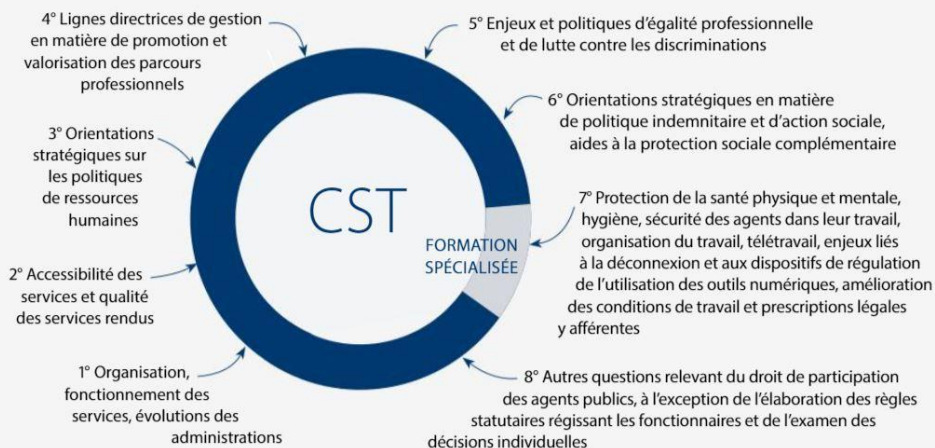 4° Lignes directrices de gestion
en matière de promotion et
valorisation des parcours
professionnels
5° Enjeux et politiques d'égalité professionnelle
et de lutte contre les discriminations
3° Orientations
stratégiques sur
les politiques
de ressources
humaines
6° Orientations stratégiques en matière
de politique indemnitaire et d'action sociale,
aides à la protection sociale complémentaire
CST
FORMATION
SPÉCIALISÉE
7° Protection de la santé physique et mentale,
hygiène, sécurité des agents dans leur travail,
organisation du travail, télétravail, enjeux liés
à la déconnexion et aux dispositifs de régulation
de l'utilisation des outils numériques, amélioration
des conditions de travail et prescriptions légales
y afférentes
2° Accessibilité des
services et qualité
des services rendus
1° Organisation,
fonctionnement des
services, évolutions des
administrations
8° Autres questions relevant du droit de participation
des agents publics, à l'exception de l'élaboration des règles
statutaires régissant les fonctionnaires et de l'examen des
décisions individuelles